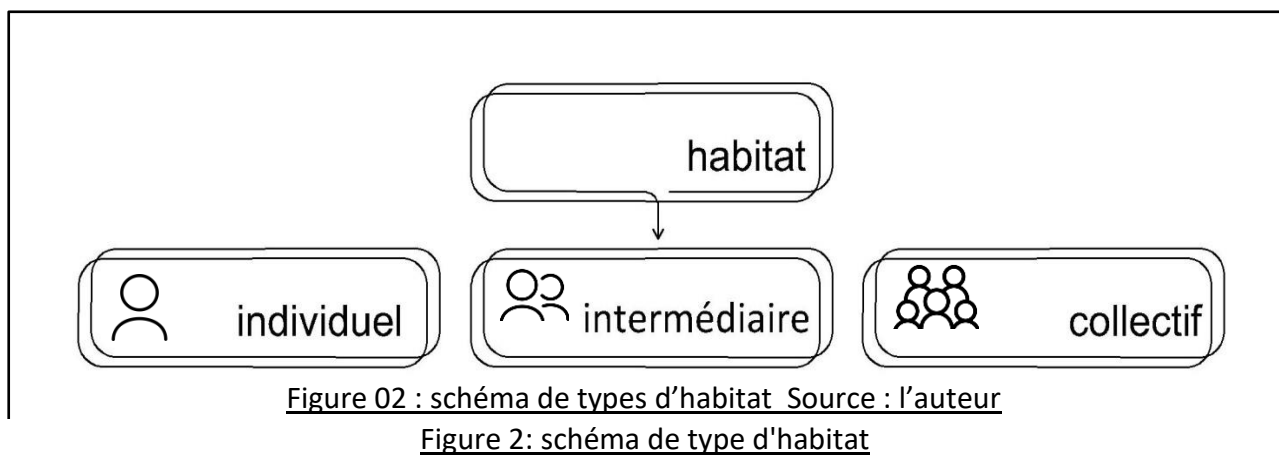 habitat
individuel
intermédiaire
collectif
Figure 02 : schéma de types d’habitat  Source : l’auteur
Figure 2: schéma de type d'habitat